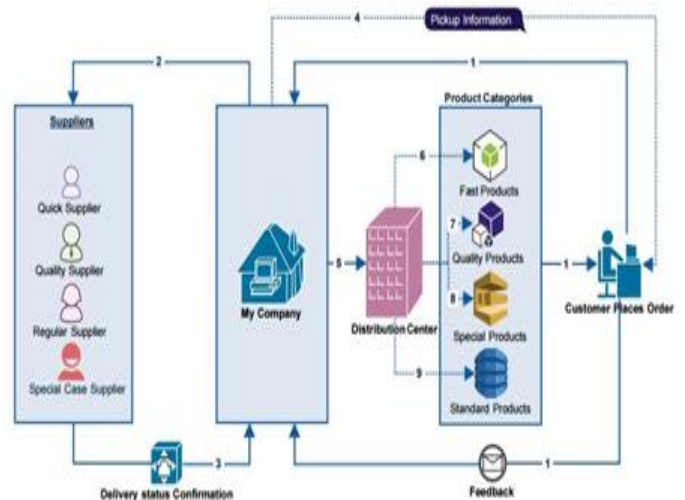 4
Pickup Information
2
1
Suppliers
Quick Supplier
Quality Supplier
Regular Supplier
Special Case Supplier
My Company
5
Distribution Center
Product Categories
6
Fast Products
7
Quality Products
8
Special Products
9
Standard Products
1
Customer Places Order
3
Delivery status Confirmation
1
Feedback